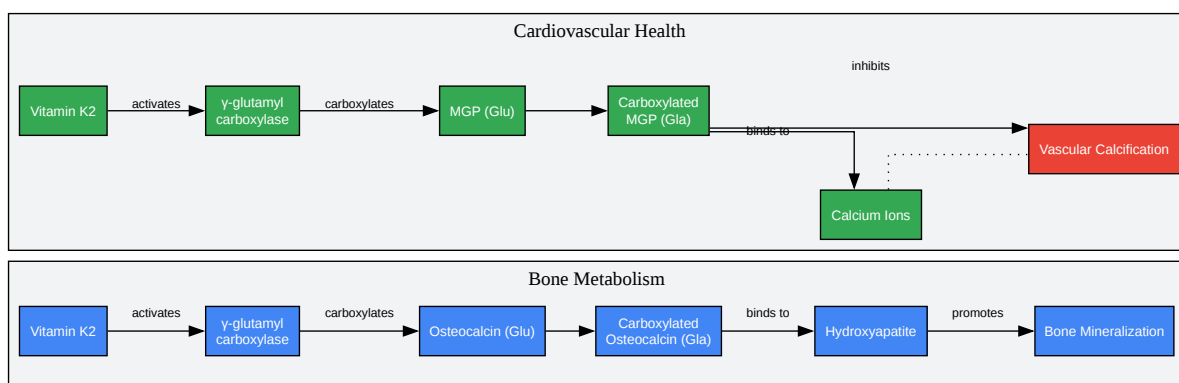 Cardiovascular Health
inhibits
Vitamin K2
activates
γ-glutamyl
carboxylase
carboxylates
MGP (Glu)
Carboxylated
MGP (Gla)
binds to
Vascular Calcification
Calcium Ions
Bone Metabolism
Vitamin K2
activates
γ-glutamyl
carboxylase
carboxylates
Osteocalcin (Glu)
Carboxylated
Osteocalcin (Gla)
binds to
Hydroxyapatite
promotes
Bone Mineralization